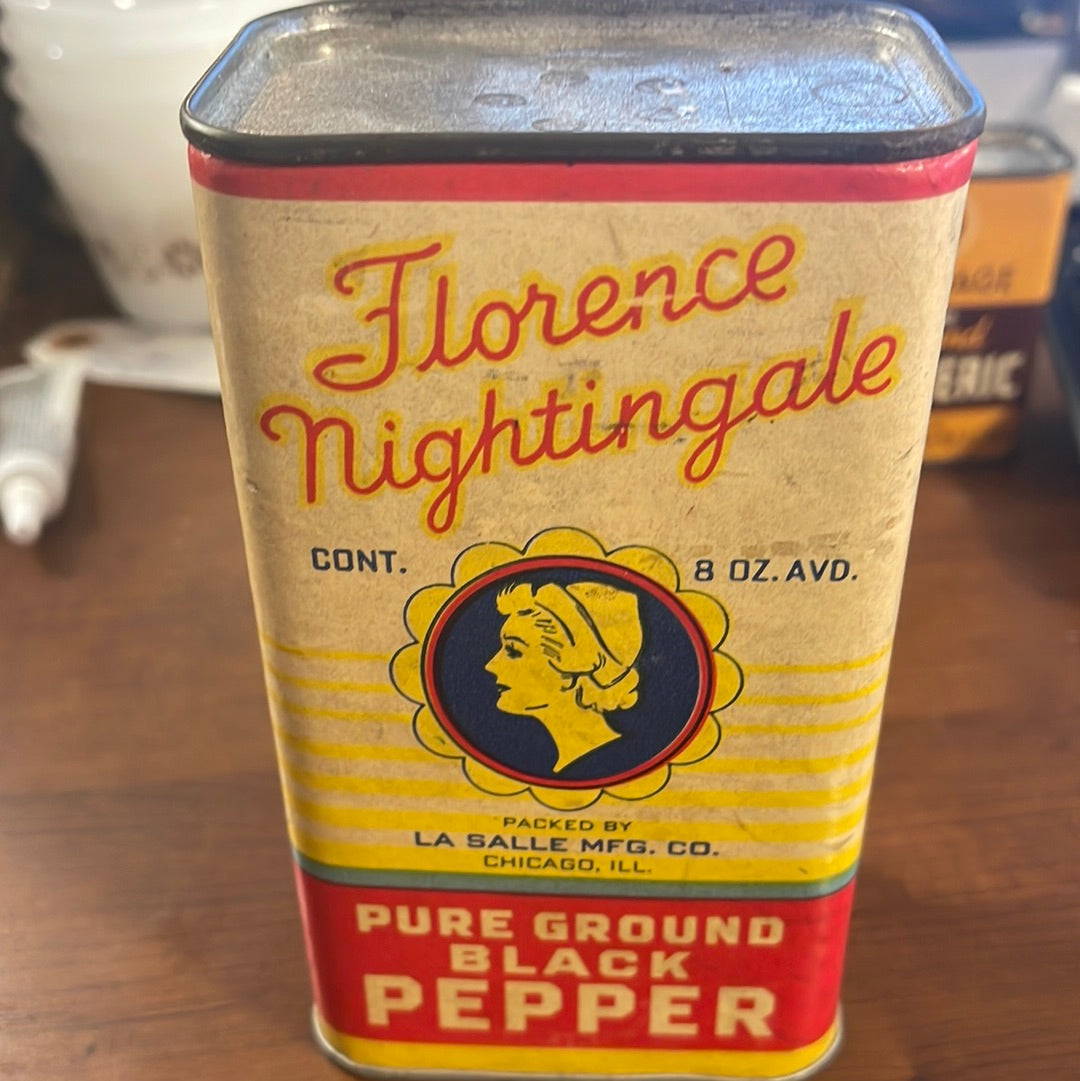 Florence
Nightingale
CONT.
8 OZ. AVD.
PACKED BY
LA SALLE MFG. CO.
CHICAGO, ILL.
PURE GROUND
BLACK
PEPPER